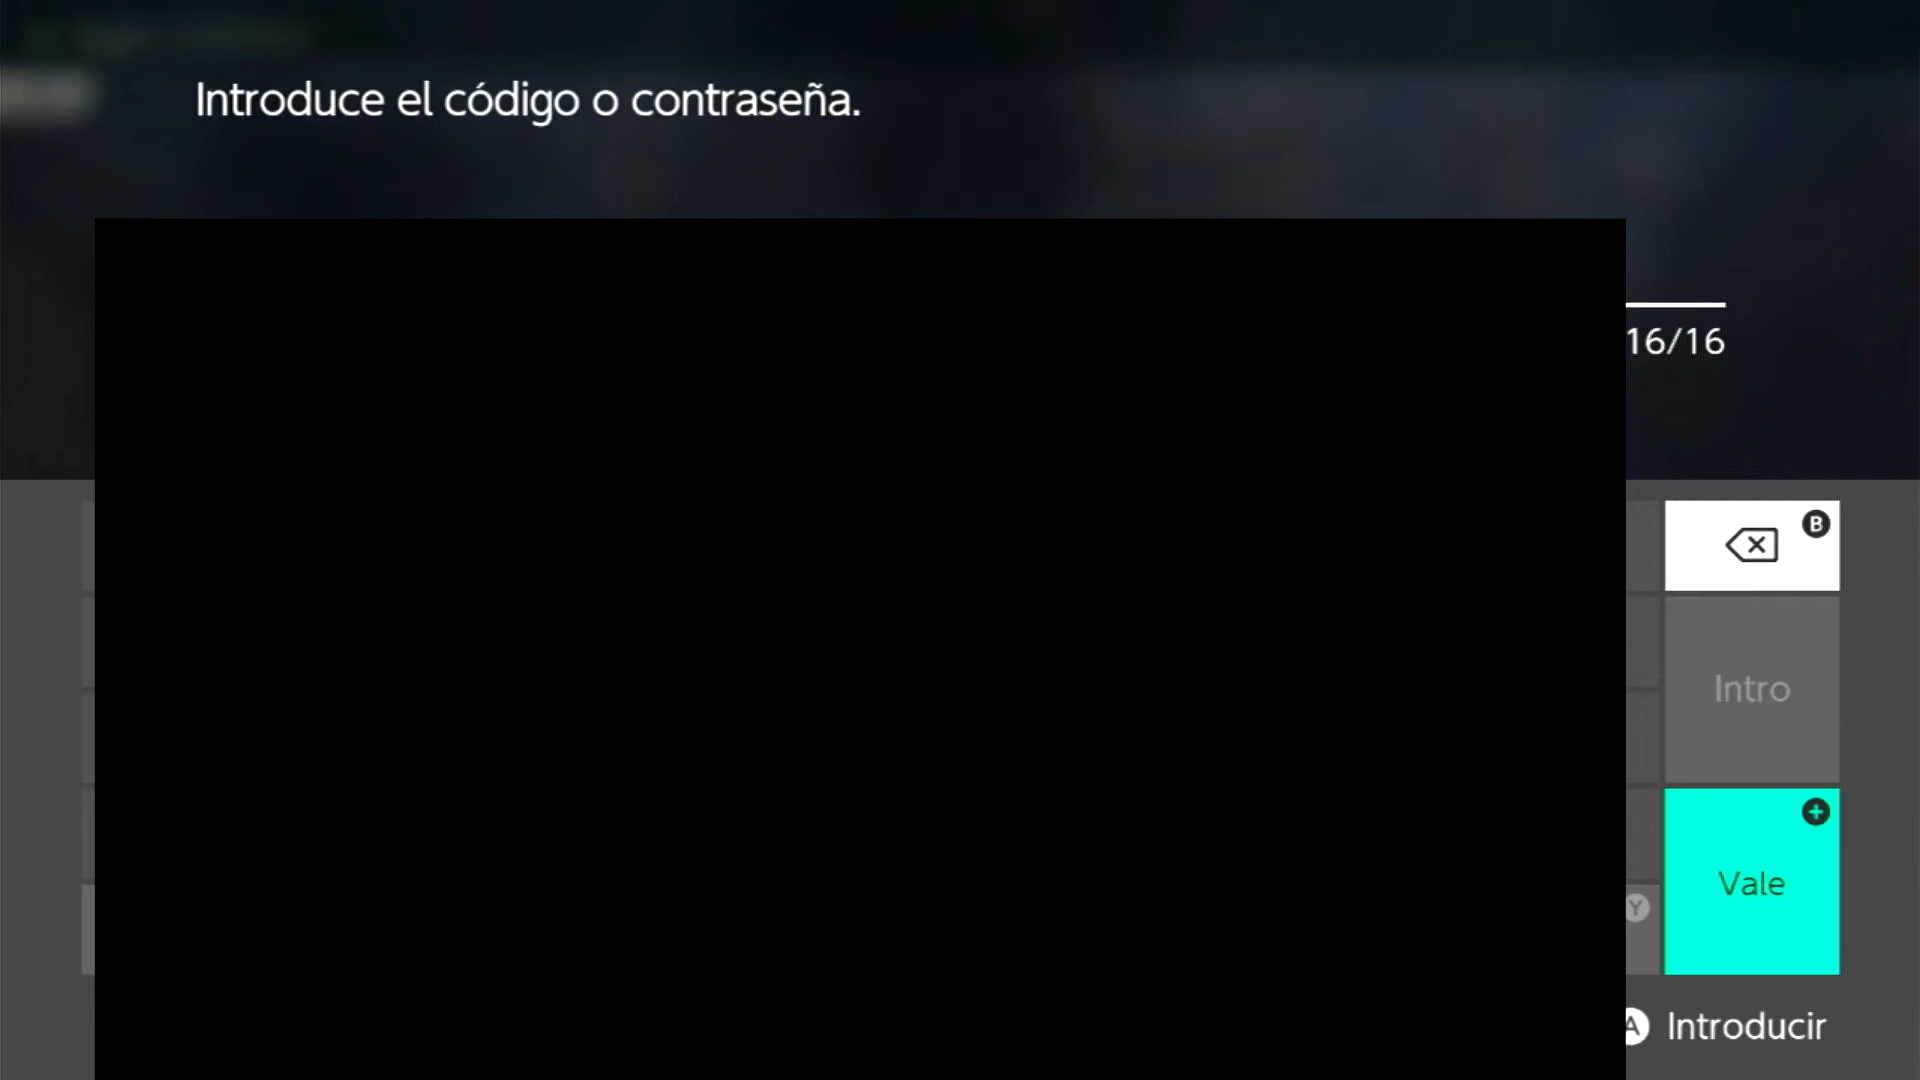 Introduce el código o contraseña.
16/16
B
Intro
+
Vale
Y
A Introducir